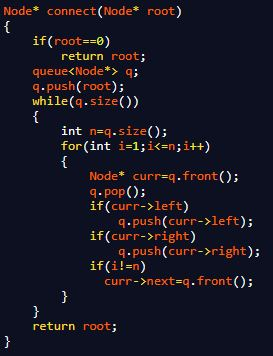 Node* connect(Node* root)
{
    if(root==0)
        return root;
    queue<Node*> q;
    q.push(root);
    while(q.size())
    {
        int n=q.size();
        for(int i=1;i<=n;i++)
        {
            Node* curr=q.front();
            q.pop();
            if(curr->left)
                q.push(curr->left);
            if(curr->right)
                q.push(curr->right);
            if(i!=n)
              curr->next=q.front();
        }
    }
    return root;
}